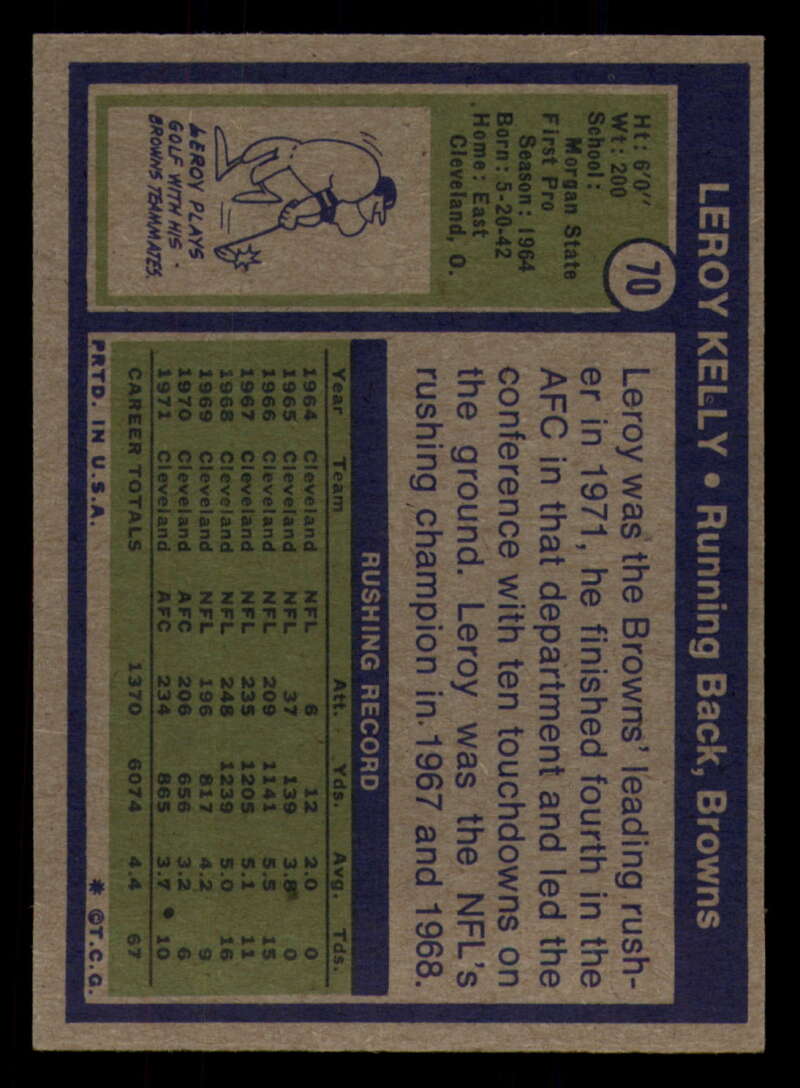 LEROY KELLY • Running Back, Browns
70
Ht: 6'0"
Wt: 200
School:
Morgan State
First Pro
Season: 1964
Born: 5-20-42
Home: East
Cleveland, O.
LEROY PLAYS
GOLF WITH HIS
BROWNS TEAMMATES.
Leroy was the Browns' leading rush-
er in 1971, he finished fourth in the
AFC in that department and led the
conference with ten touchdowns on
the ground. Leroy was the NFL's
rushing champion in 1967 and 1968.
RUSHING RECORD
Year Team Att. Yds. Avg. Tds.
1964 Cleveland NFL 6 12 2.0 0
1965 Cleveland NFL 37 139 3.8 0
1966 Cleveland NFL 209 1141 5.5 15
1967 Cleveland NFL 235 1205 5.1 11
1968 Cleveland NFL 248 1239 5.0 16
1969 Cleveland NFL 196 817 4.2 9
1970 Cleveland AFC 206 656 3.2 6
1971 Cleveland AFC 234 865 3.7 10
CAREER TOTALS 1370 6074 4.4 67
PRTD. IN U.S.A. * ©T.C.G.